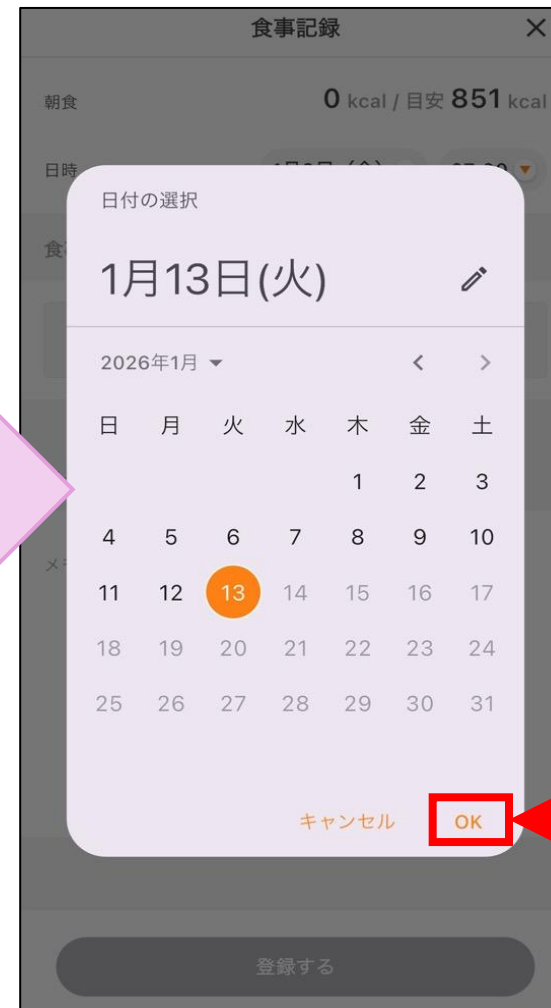 食事記録
朝食 0 kcal / 目安 851 kcal
日時
食
日付の選択
1月13日(火)
2026年1月
日 月 火 水 木 金 土
1 2 3
4 5 6 7 8 9 10
メ
11 12 13 14 15 16 17
18 19 20 21 22 23 24
25 26 27 28 29 30 31
キャンセル OK
登録する